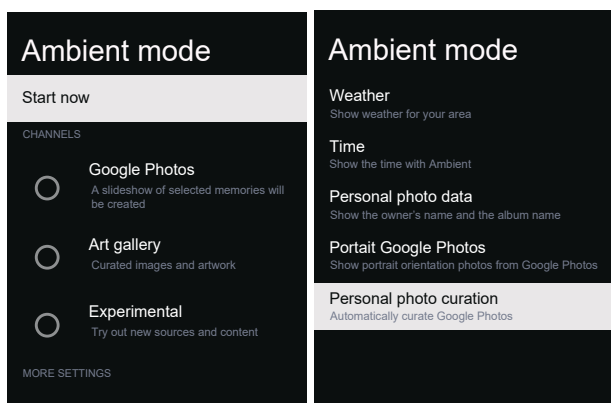 Ambient mode
Start now
CHANNELS
Google Photos
A slideshow of selected memories will
be created
Art gallery
Curated images and artwork
Experimental
Try out new sources and content
MORE SETTINGS
Ambient mode
Weather
Show weather for your area
Time
Show the time with Ambient
Personal photo data
Show the owner's name and the album name
Portait Google Photos
Show portrait orientation photos from Google Photos
Personal photo curation
Automatically curate Google Photos